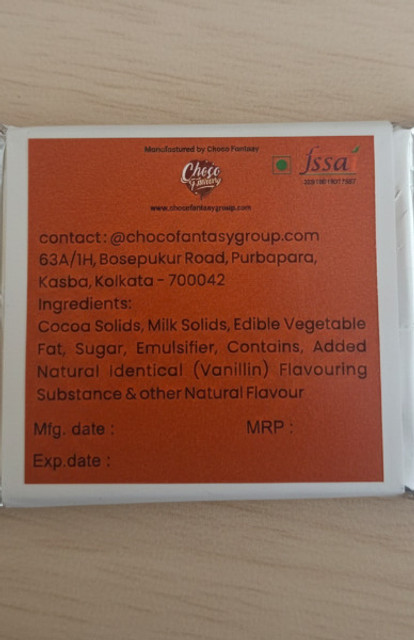 Manufastured by Choco Fantasy
Choco
Fantasy
fssai
www.chocofantasygroup.com
contact: @chocofantasygroup.com
63A/1H, Bosepukur Road, Purbapara,
Kasba, Kolkata - 700042
Ingredients:
Cocoa Solids, Milk Solids, Edible Vegetable
Fat, Sugar, Emulsifier, Contains, Added
Natural Identical (Vanillin) Flavouring
Substance & other Natural Flavour
Mfg. date :
MRP :
Exp.date :